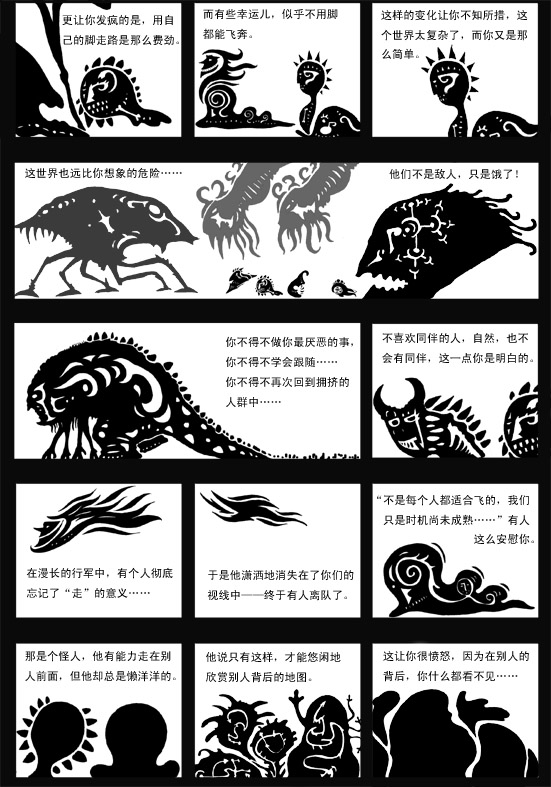 更让你发疯的是，用自
己的脚走路是那么费劲。
而有些幸运儿，似乎不用脚
都能飞奔。
这样的变化让你不知所措，这
个世界太复杂了，而你又是那
么简单。
这世界也远比你想象的危险……
他们不是敌人，只是饿了！
你不得不做你最厌恶的事，
你不得不学会跟随……
你不得不再次回到拥挤的
人群中……
不喜欢同伴的人，自然，也不
会有同伴，这一点你是明白的。
在漫长的行军中，有个人彻底
忘记了“走”的意义……
于是他潇洒地消失在了你们的
视线中——终于有人离队了。
“不是每个人都适合飞的，我们
只是时机尚未成熟……”有人
这么安慰你。
那是个怪人，他有能力走在别
人前面，但他却总是懒洋洋的。
他说只有这样，才能悠闲地
欣赏别人背后的地图。
这让你很愤怒，因为在别人的
背后，你什么都看不见……